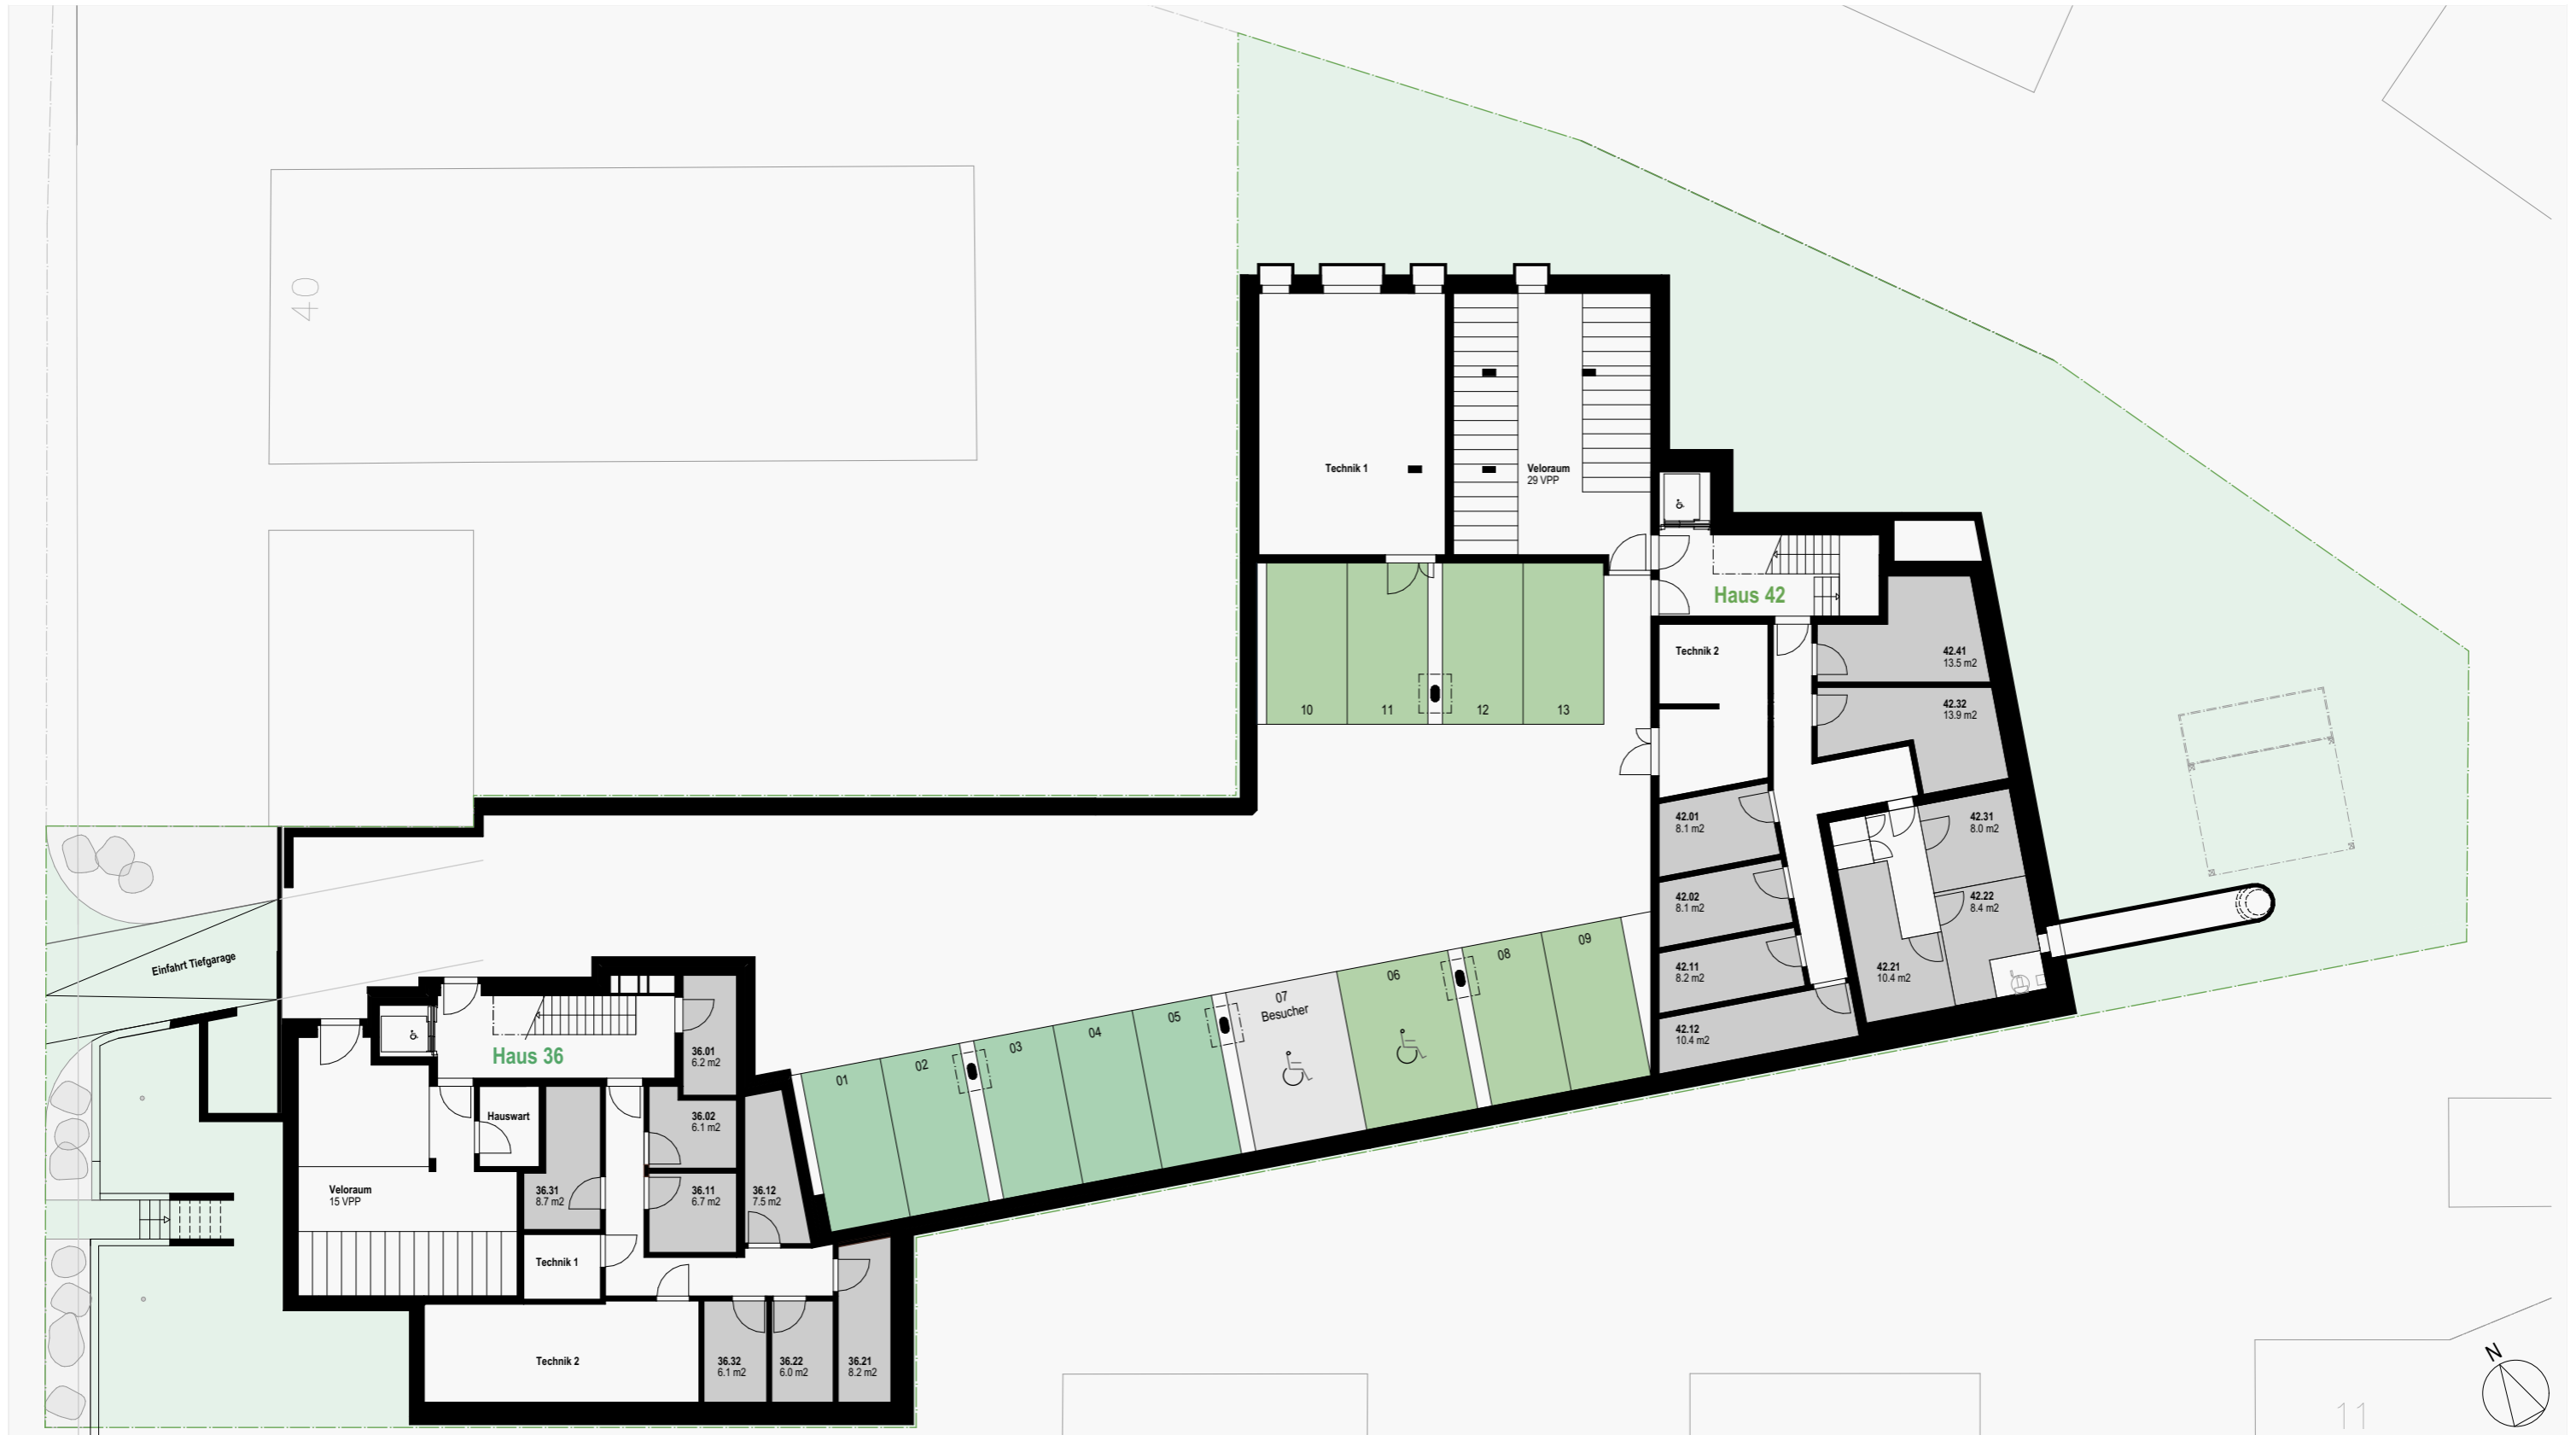 40
Technik 1
Veloraum
29 VPP
Haus 42
Technik 2
42.41
13.5 m2
42.32
13.9 m2
10
11
12
13
42.01
8.1 m2
42.31
8.0 m2
42.02
8.1 m2
42.22
8.4 m2
42.11
8.2 m2
42.21
10.4 m2
42.12
10.4 m2
Einfahrt Tiefgarage
09
08
06
07
Besucher
05
04
03
02
01
Haus 36
36.01
6.2 m2
Hauswart
36.02
6.1 m2
Veloraum
15 VPP
36.31
8.7 m2
36.11
6.7 m2
36.12
7.5 m2
Technik 1
Technik 2
36.32
6.1 m2
36.22
6.0 m2
36.21
8.2 m2
N
11